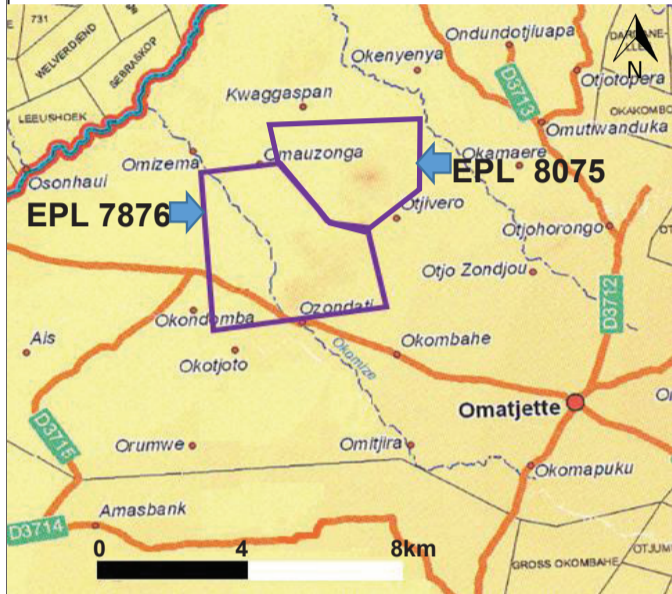 731
WELVERDIEND
GEBRASKOP
LEEUSHOEK
Ondundotjiuapa
N
Okenyenya
D3713
Otjotopera
Kwaggaspan
OKAKOMBO
Omutiwanduka
Omizema
Omauzonga
Okamaere
Osonhaui
EPL 8075
EPL 7876
Otjivero
Otjohorongo
Otjo Zondjou
D3712
Okondomba
Ozondati
Ais
Okotjoto
Okomize
Okombahe
Omatjette
D3715
Orumwe
Omitjira
Okomapuku
Amasbank
D3714
0 4 8km
GROSS OKOMBAHE